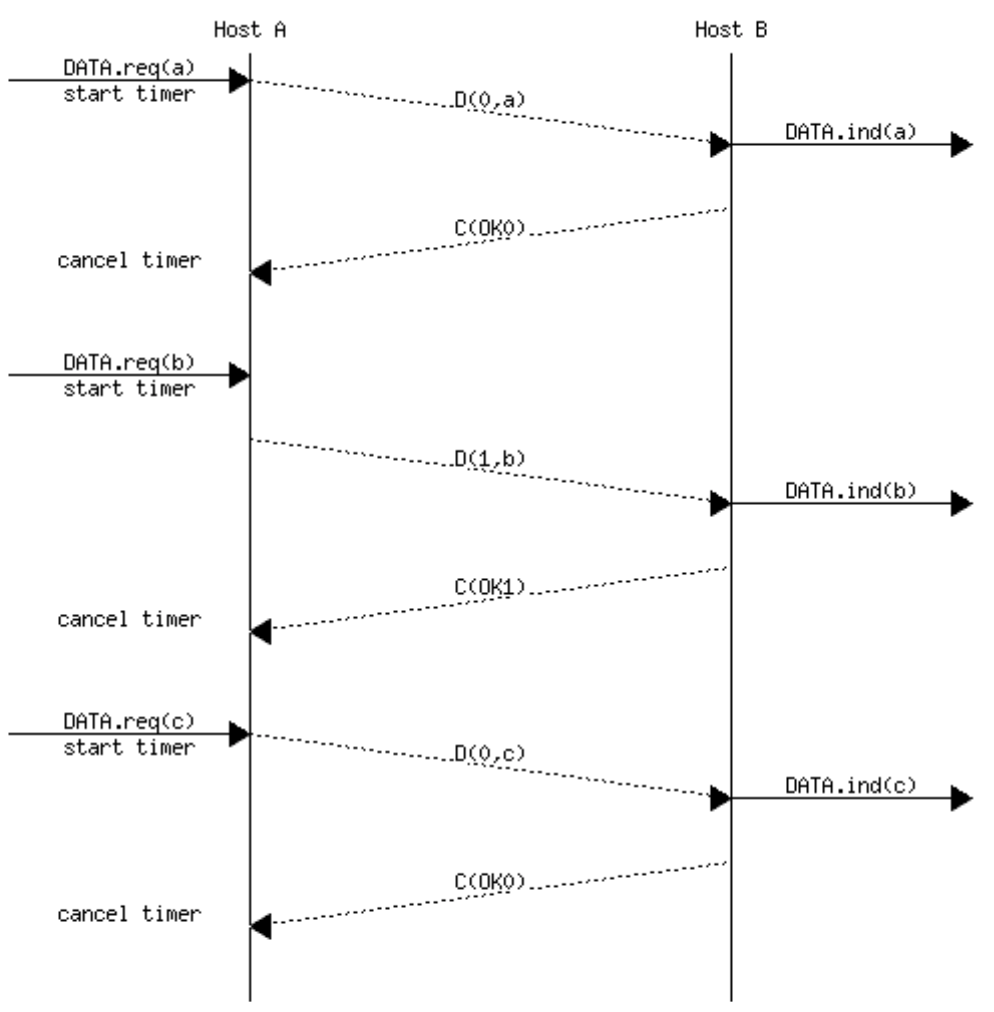 Host A
Host B
DATA.req(a)
start timer
D(0,a)
DATA.ind(a)
C(OK0)
cancel timer
DATA.req(b)
start timer
D(1,b)
DATA.ind(b)
C(OK1)
cancel timer
DATA.req(c)
start timer
D(0,c)
DATA.ind(c)
C(OK0)
cancel timer